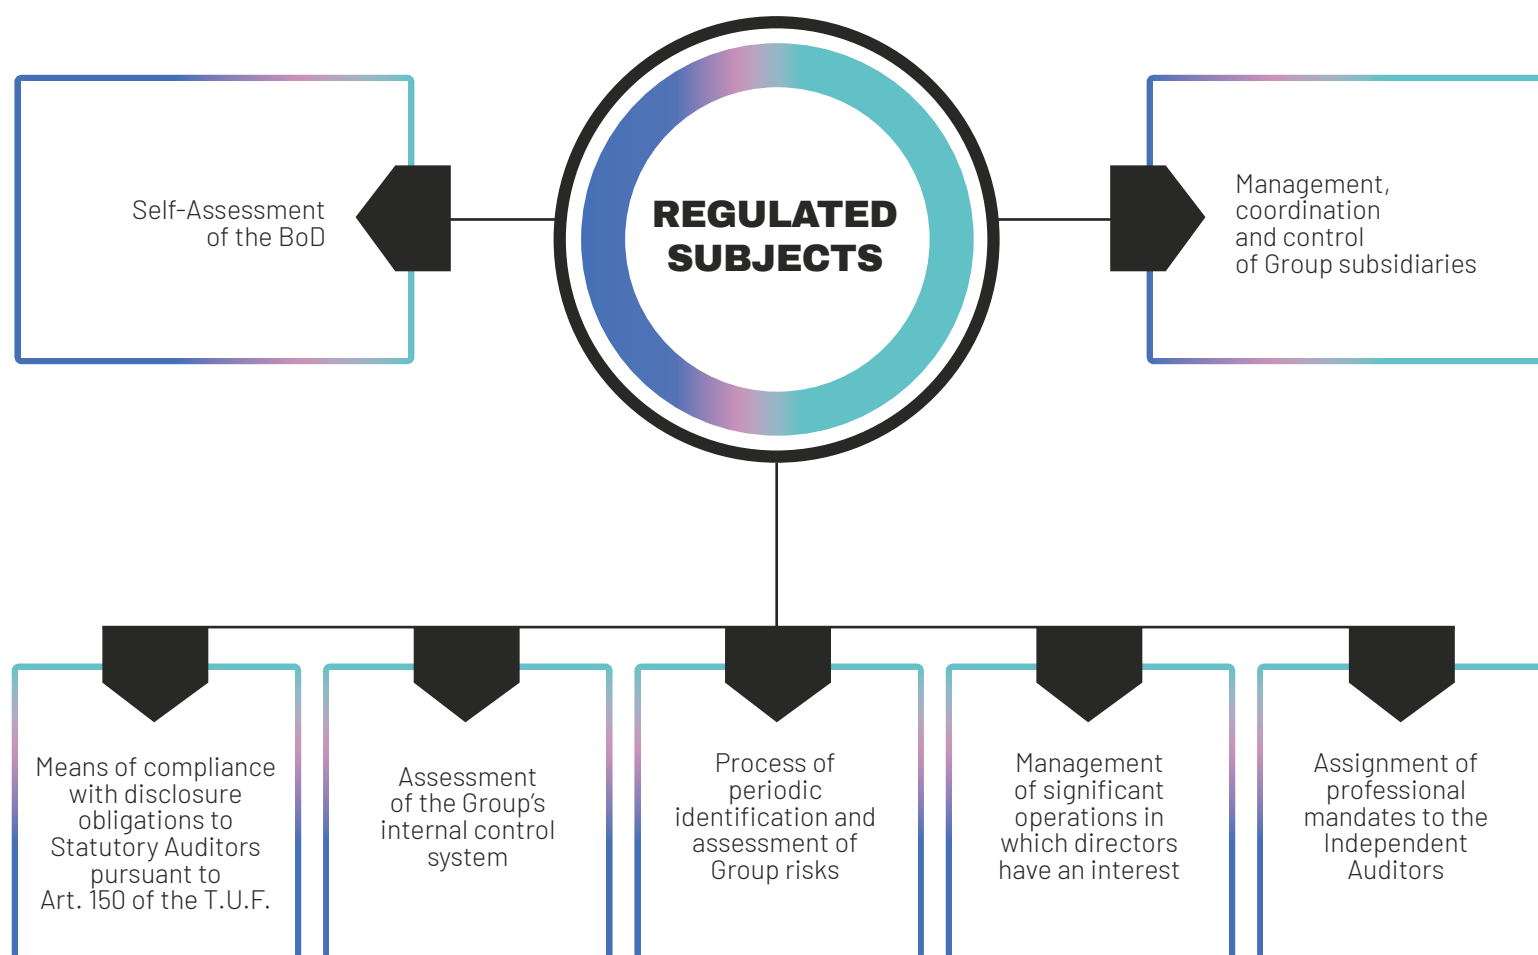 REGULATED
SUBJECTS
Self-Assessment
of the BoD
Management,
coordination
and control
of Group subsidiaries
Means of compliance
with disclosure
obligations to
Statutory Auditors
pursuant to
Art. 150 of the T.U.F.
Assessment
of the Group’s
internal control
system
Process of
periodic
identification and
assessment of
Group risks
Management
of significant
operations in
which directors
have an interest
Assignment of
professional
mandates to the
Independent
Auditors